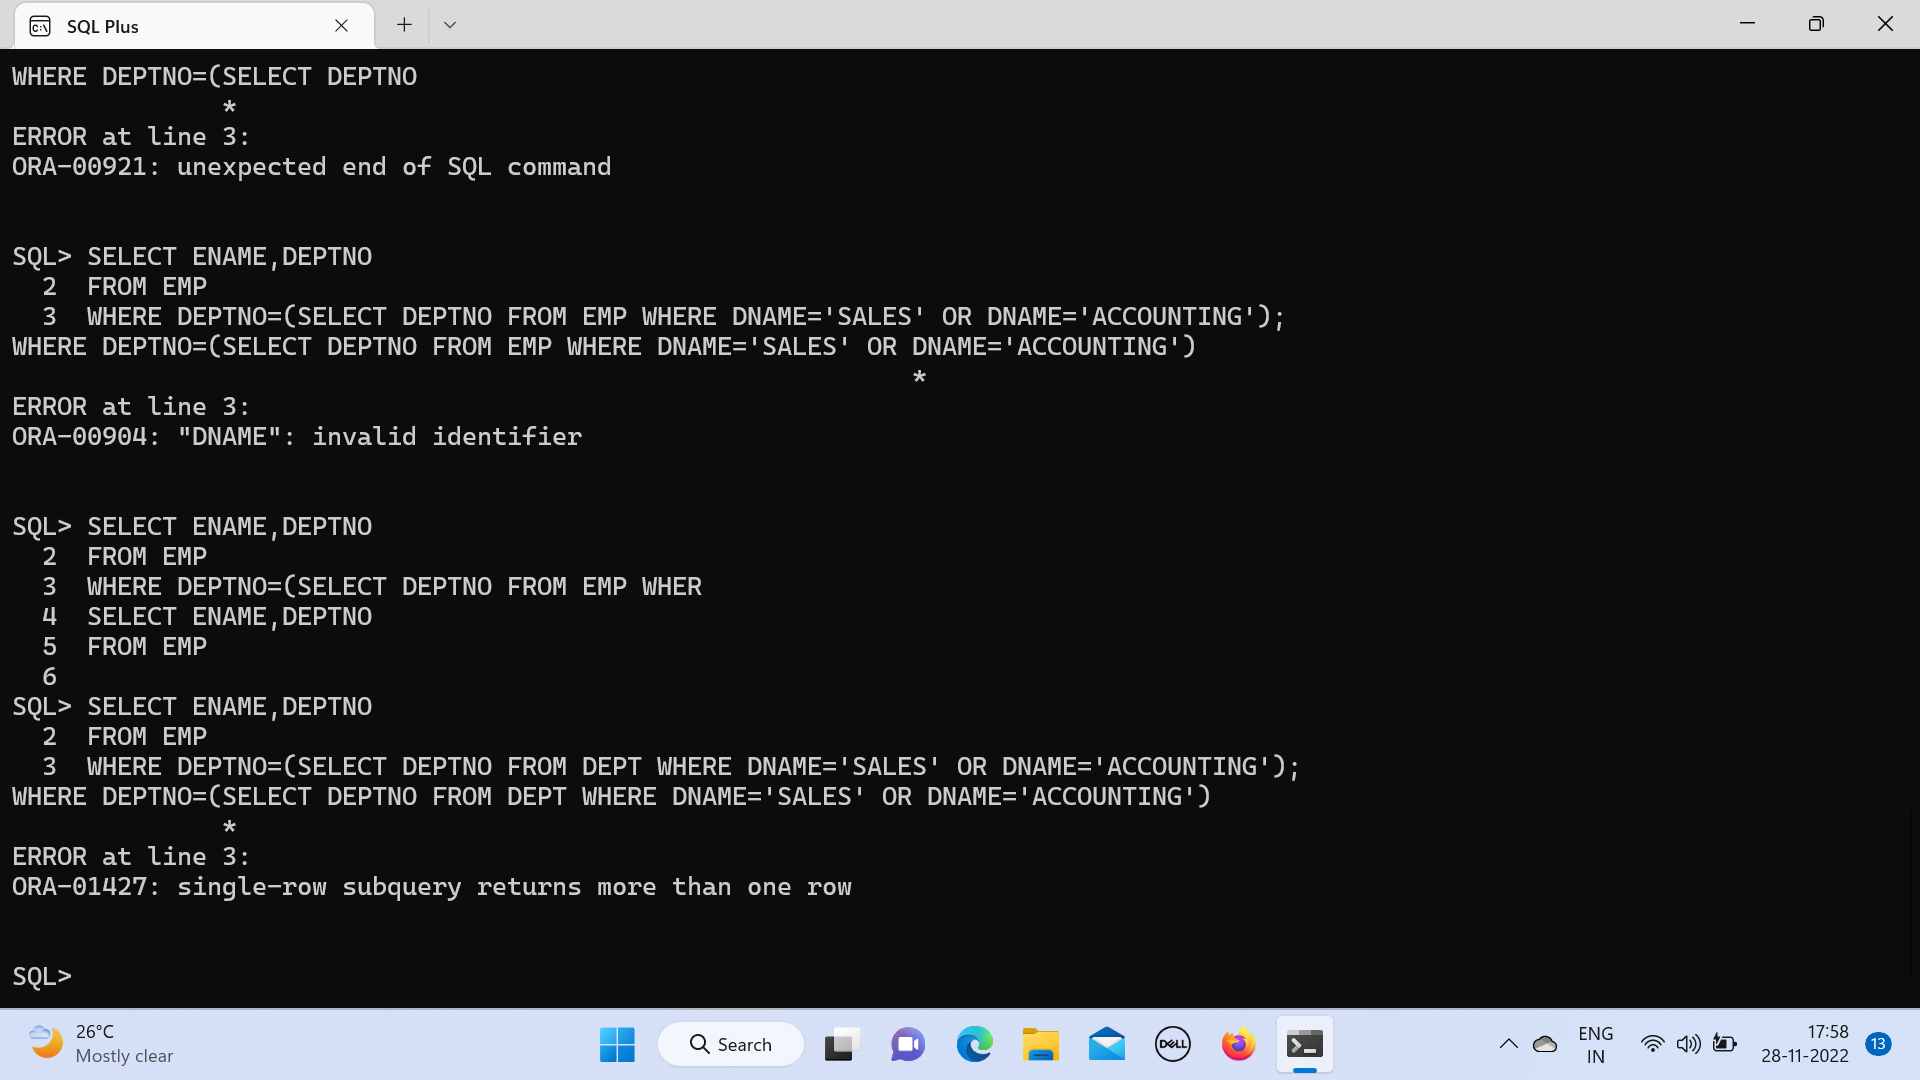 SQL Plus
WHERE DEPTNO=(SELECT DEPTNO
*
ERROR at line 3:
ORA-00921: unexpected end of SQL command
SQL> SELECT ENAME,DEPTNO
2 FROM EMP
3 WHERE DEPTNO=(SELECT DEPTNO FROM EMP WHERE DNAME='SALES' OR DNAME='ACCOUNTING');
WHERE DEPTNO=(SELECT DEPTNO FROM EMP WHERE DNAME='SALES' OR DNAME='ACCOUNTING')
*
ERROR at line 3:
ORA-00904: "DNAME": invalid identifier
SQL> SELECT ENAME,DEPTNO
2 FROM EMP
3 WHERE DEPTNO=(SELECT DEPTNO FROM EMP WHER
4 SELECT ENAME,DEPTNO
5 FROM EMP
6
SQL> SELECT ENAME,DEPTNO
2 FROM EMP
3 WHERE DEPTNO=(SELECT DEPTNO FROM DEPT WHERE DNAME='SALES' OR DNAME='ACCOUNTING');
WHERE DEPTNO=(SELECT DEPTNO FROM DEPT WHERE DNAME='SALES' OR DNAME='ACCOUNTING')
*
ERROR at line 3:
ORA-01427: single-row subquery returns more than one row
SQL>
26°C
Mostly clear
Search
DELL
ENG
IN
17:58
28-11-2022
13